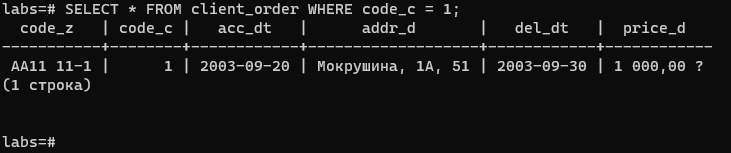 labs=# SELECT * FROM client_order WHERE code_c = 1;
  code_z   | code_c |   acc_dt   |      addr_d       |   del_dt   |  price_d
-----------+--------+------------+-------------------+------------+------------
 AA11 11-1 |      1 | 2003-09-20 | Мокрушина, 1А, 51 | 2003-09-30 | 1 000,00 ?
(1 строка)
labs=#